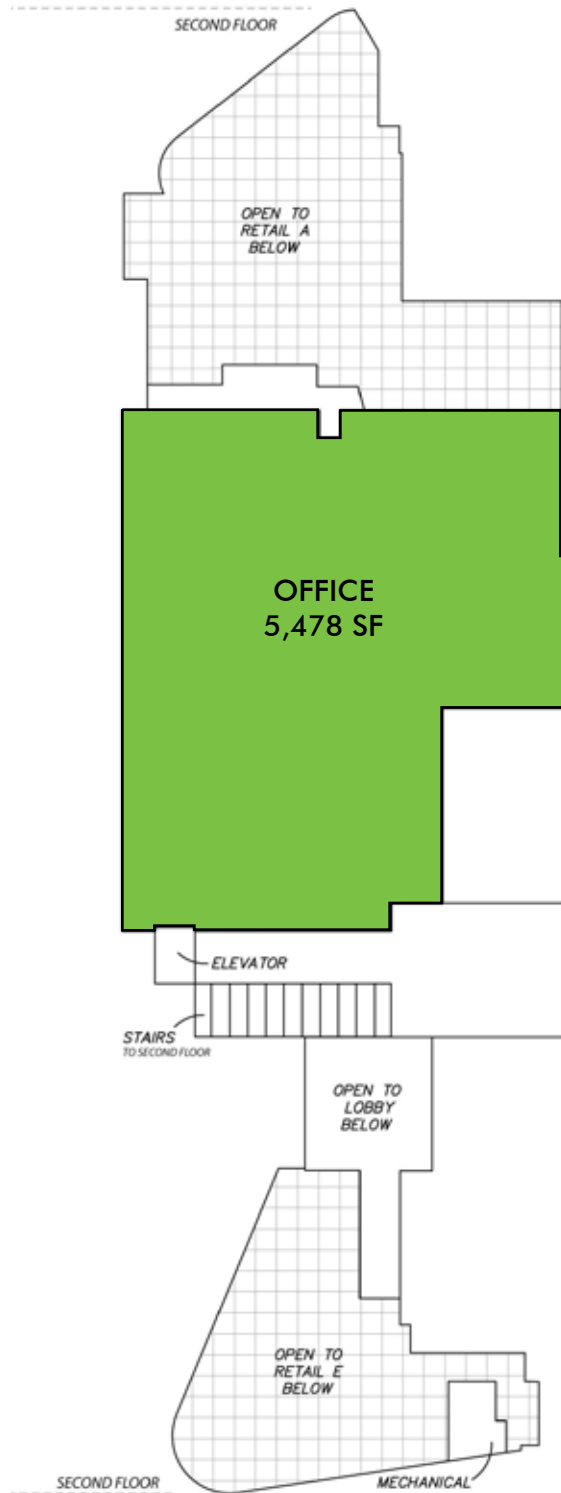 SECOND FLOOR
OPEN TO
RETAIL A
BELOW
OFFICE
5,478 SF
ELEVATOR
STAIRS
TO SECOND FLOOR
OPEN TO
LOBBY
BELOW
OPEN TO
RETAIL E
BELOW
SECOND FLOOR
MECHANICAL